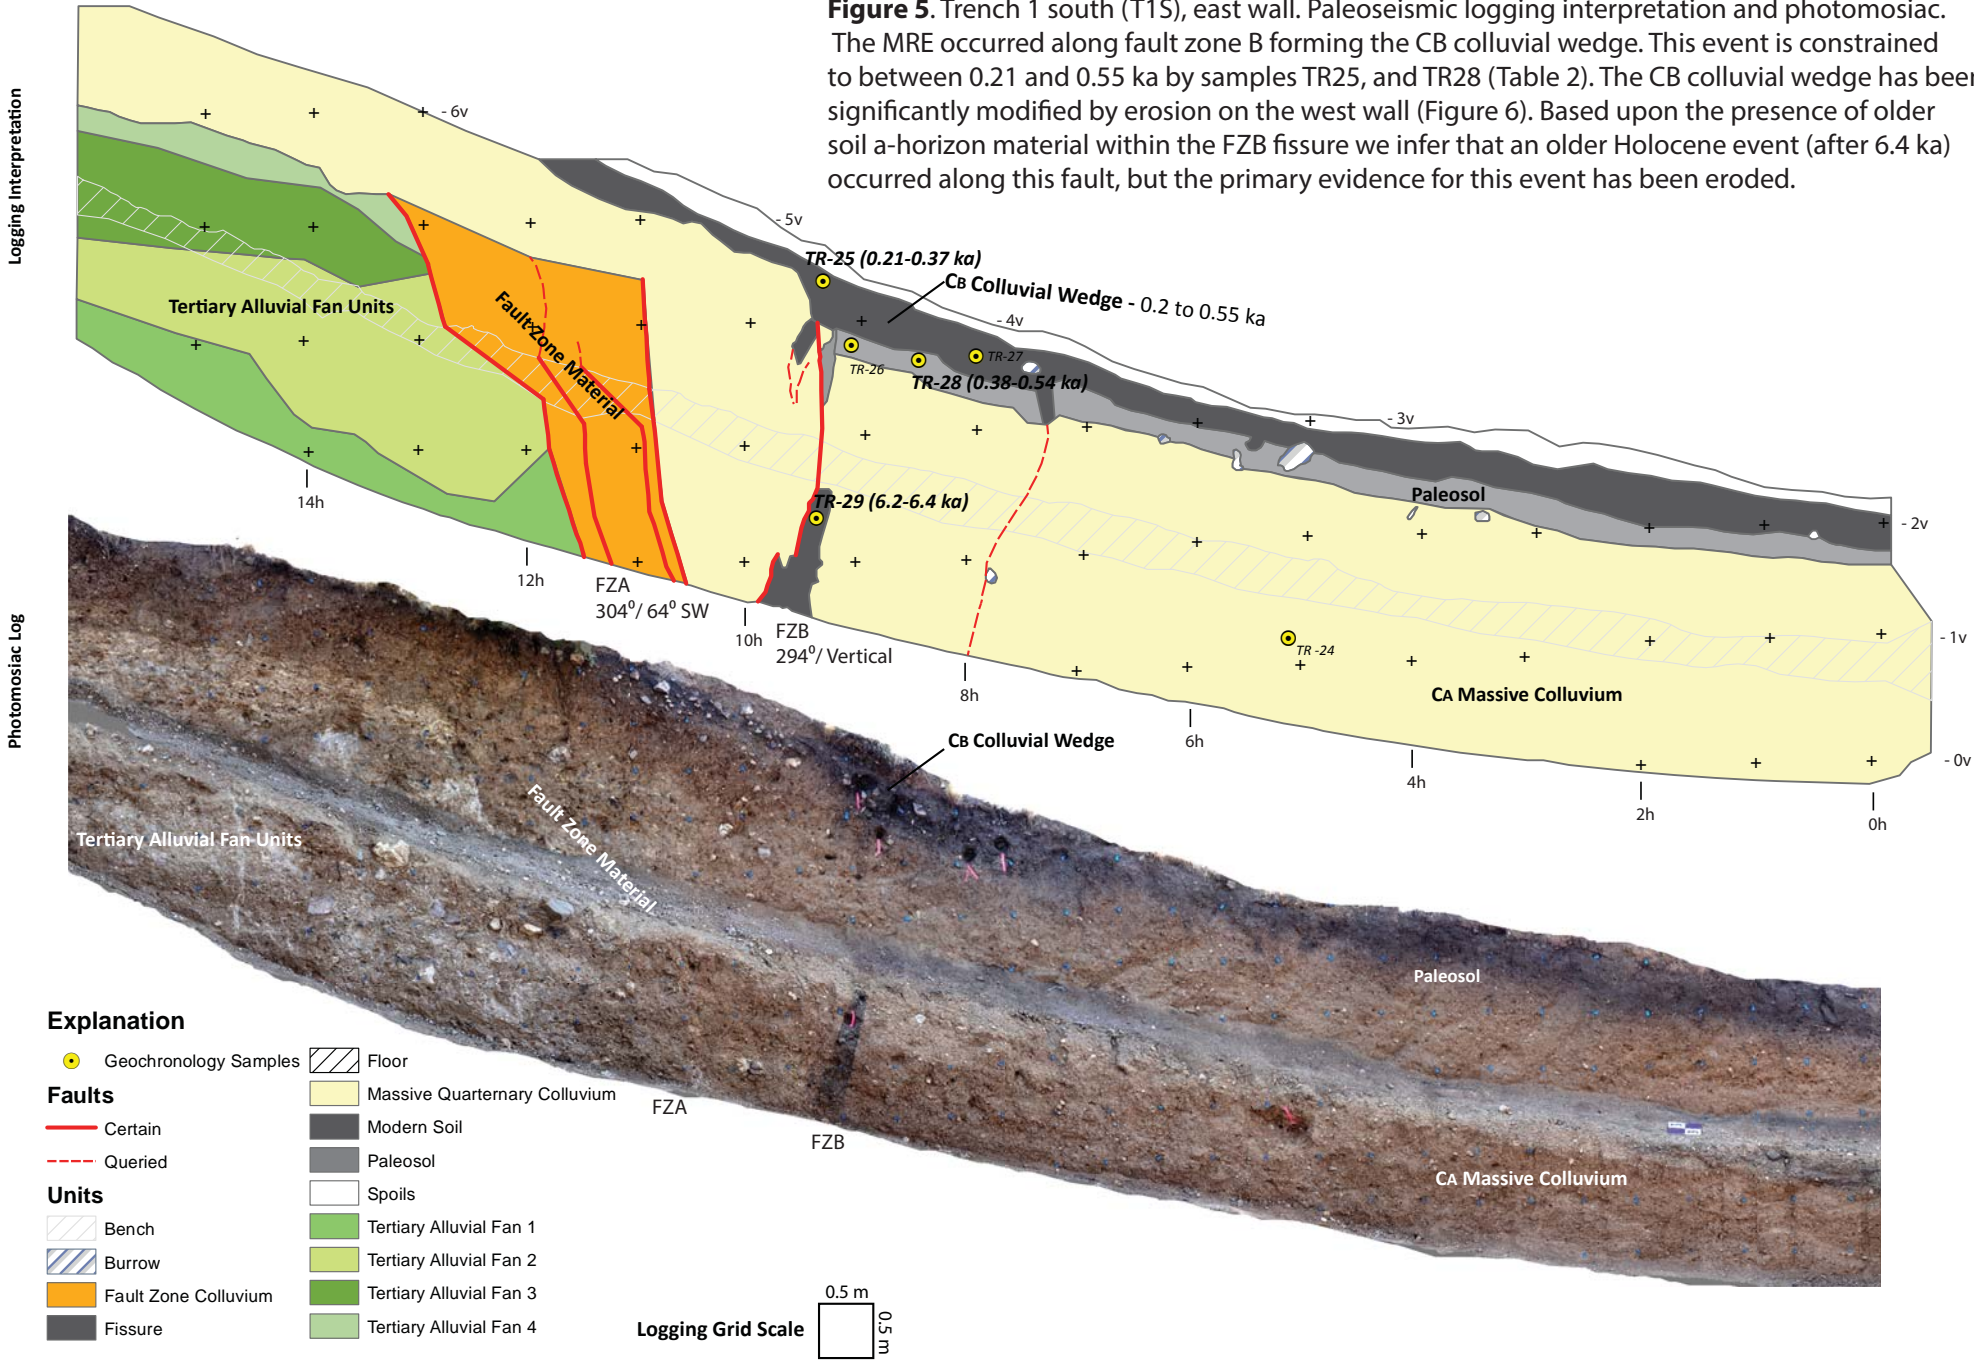 Figure 5. Trench 1 south (T1S), east wall. Paleoseismic logging interpretation and photomosiac.
The MRE occurred along fault zone B forming the CB colluvial wedge. This event is constrained
to between 0.21 and 0.55 ka by samples TR25, and TR28 (Table 2). The CB colluvial wedge has been
significantly modified by erosion on the west wall (Figure 6). Based upon the presence of older
soil a-horizon material within the FZB fissure we infer that an older Holocene event (after 6.4 ka)
occurred along this fault, but the primary evidence for this event has been eroded.
Logging Interpretation
- 6v
- 5v
TR-25 (0.21-0.37 ka)
CB Colluvial Wedge - 0.2 to 0.55 ka
- 4v
Tertiary Alluvial Fan Units
Fault Zone Material
TR-26
TR-27
TR-28 (0.38-0.54 ka)
- 3v
Paleosol
TR-29 (6.2-6.4 ka)
- 2v
14h
12h
FZA
304⁰/ 64⁰ SW
10h
FZB
294⁰/ Vertical
8h
TR -24
- 1v
CA Massive Colluvium
6h
4h
2h
0h
- 0v
Photomosiac Log
CB Colluvial Wedge
Tertiary Alluvial Fan Units
Fault Zone Material
Paleosol
FZA
FZB
CA Massive Colluvium
Explanation
Geochronology Samples
Faults
Certain
Queried
Units
Bench
Burrow
Fault Zone Colluvium
Fissure
Floor
Massive Quarternary Colluvium
Modern Soil
Paleosol
Spoils
Tertiary Alluvial Fan 1
Tertiary Alluvial Fan 2
Tertiary Alluvial Fan 3
Tertiary Alluvial Fan 4
Logging Grid Scale
0.5 m
0.5 m